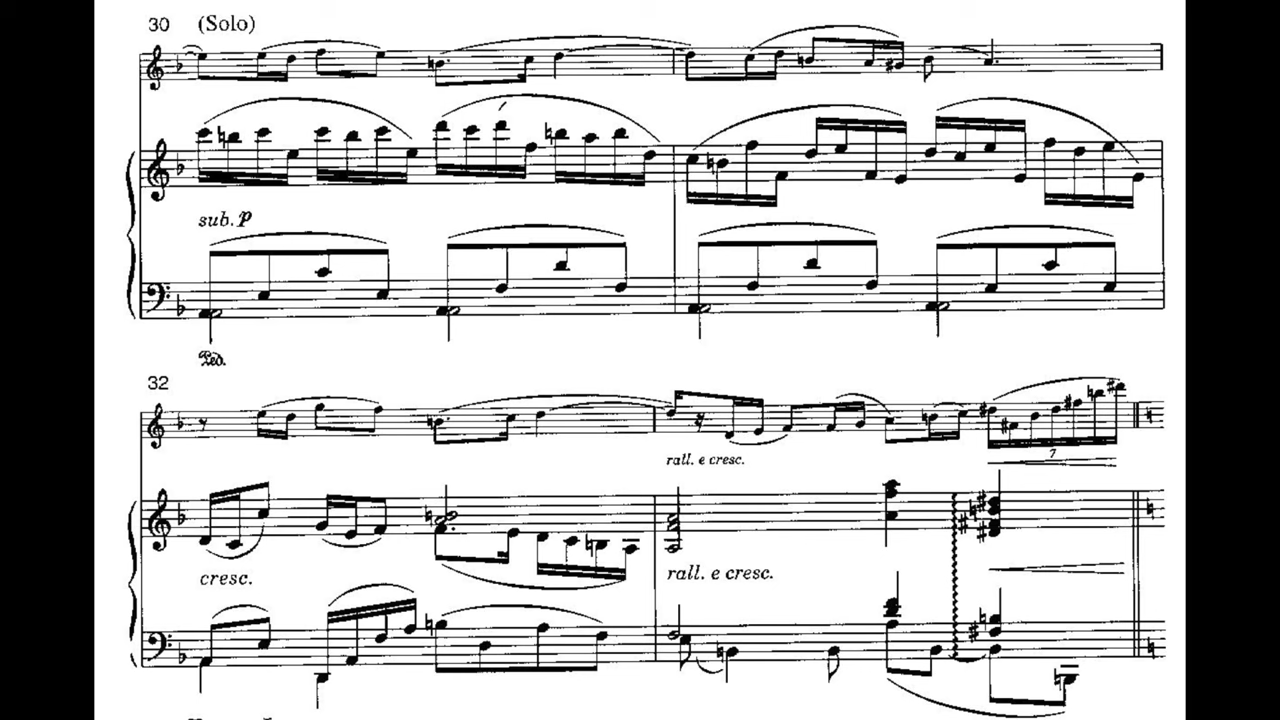 30 (Solo)
sub. p
Ped.
32
rall. e cresc.
7
cresc.
rall. e cresc.